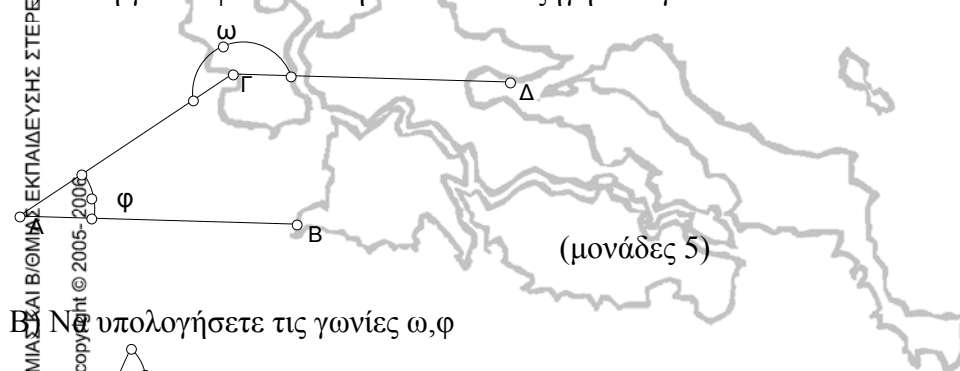 ω
Γ
Δ
φ
Α
Β
(μονάδες 5)
Β) Να υπολογήσετε τις γωνίες ω,φ
ΜΙΑΣ ΚΑΙ Β/ΘΜΙΑΣ ΕΚΠΑΙΔΕΥΣΗΣ ΣΤΕΡΕ
copyright © 2005- 2006